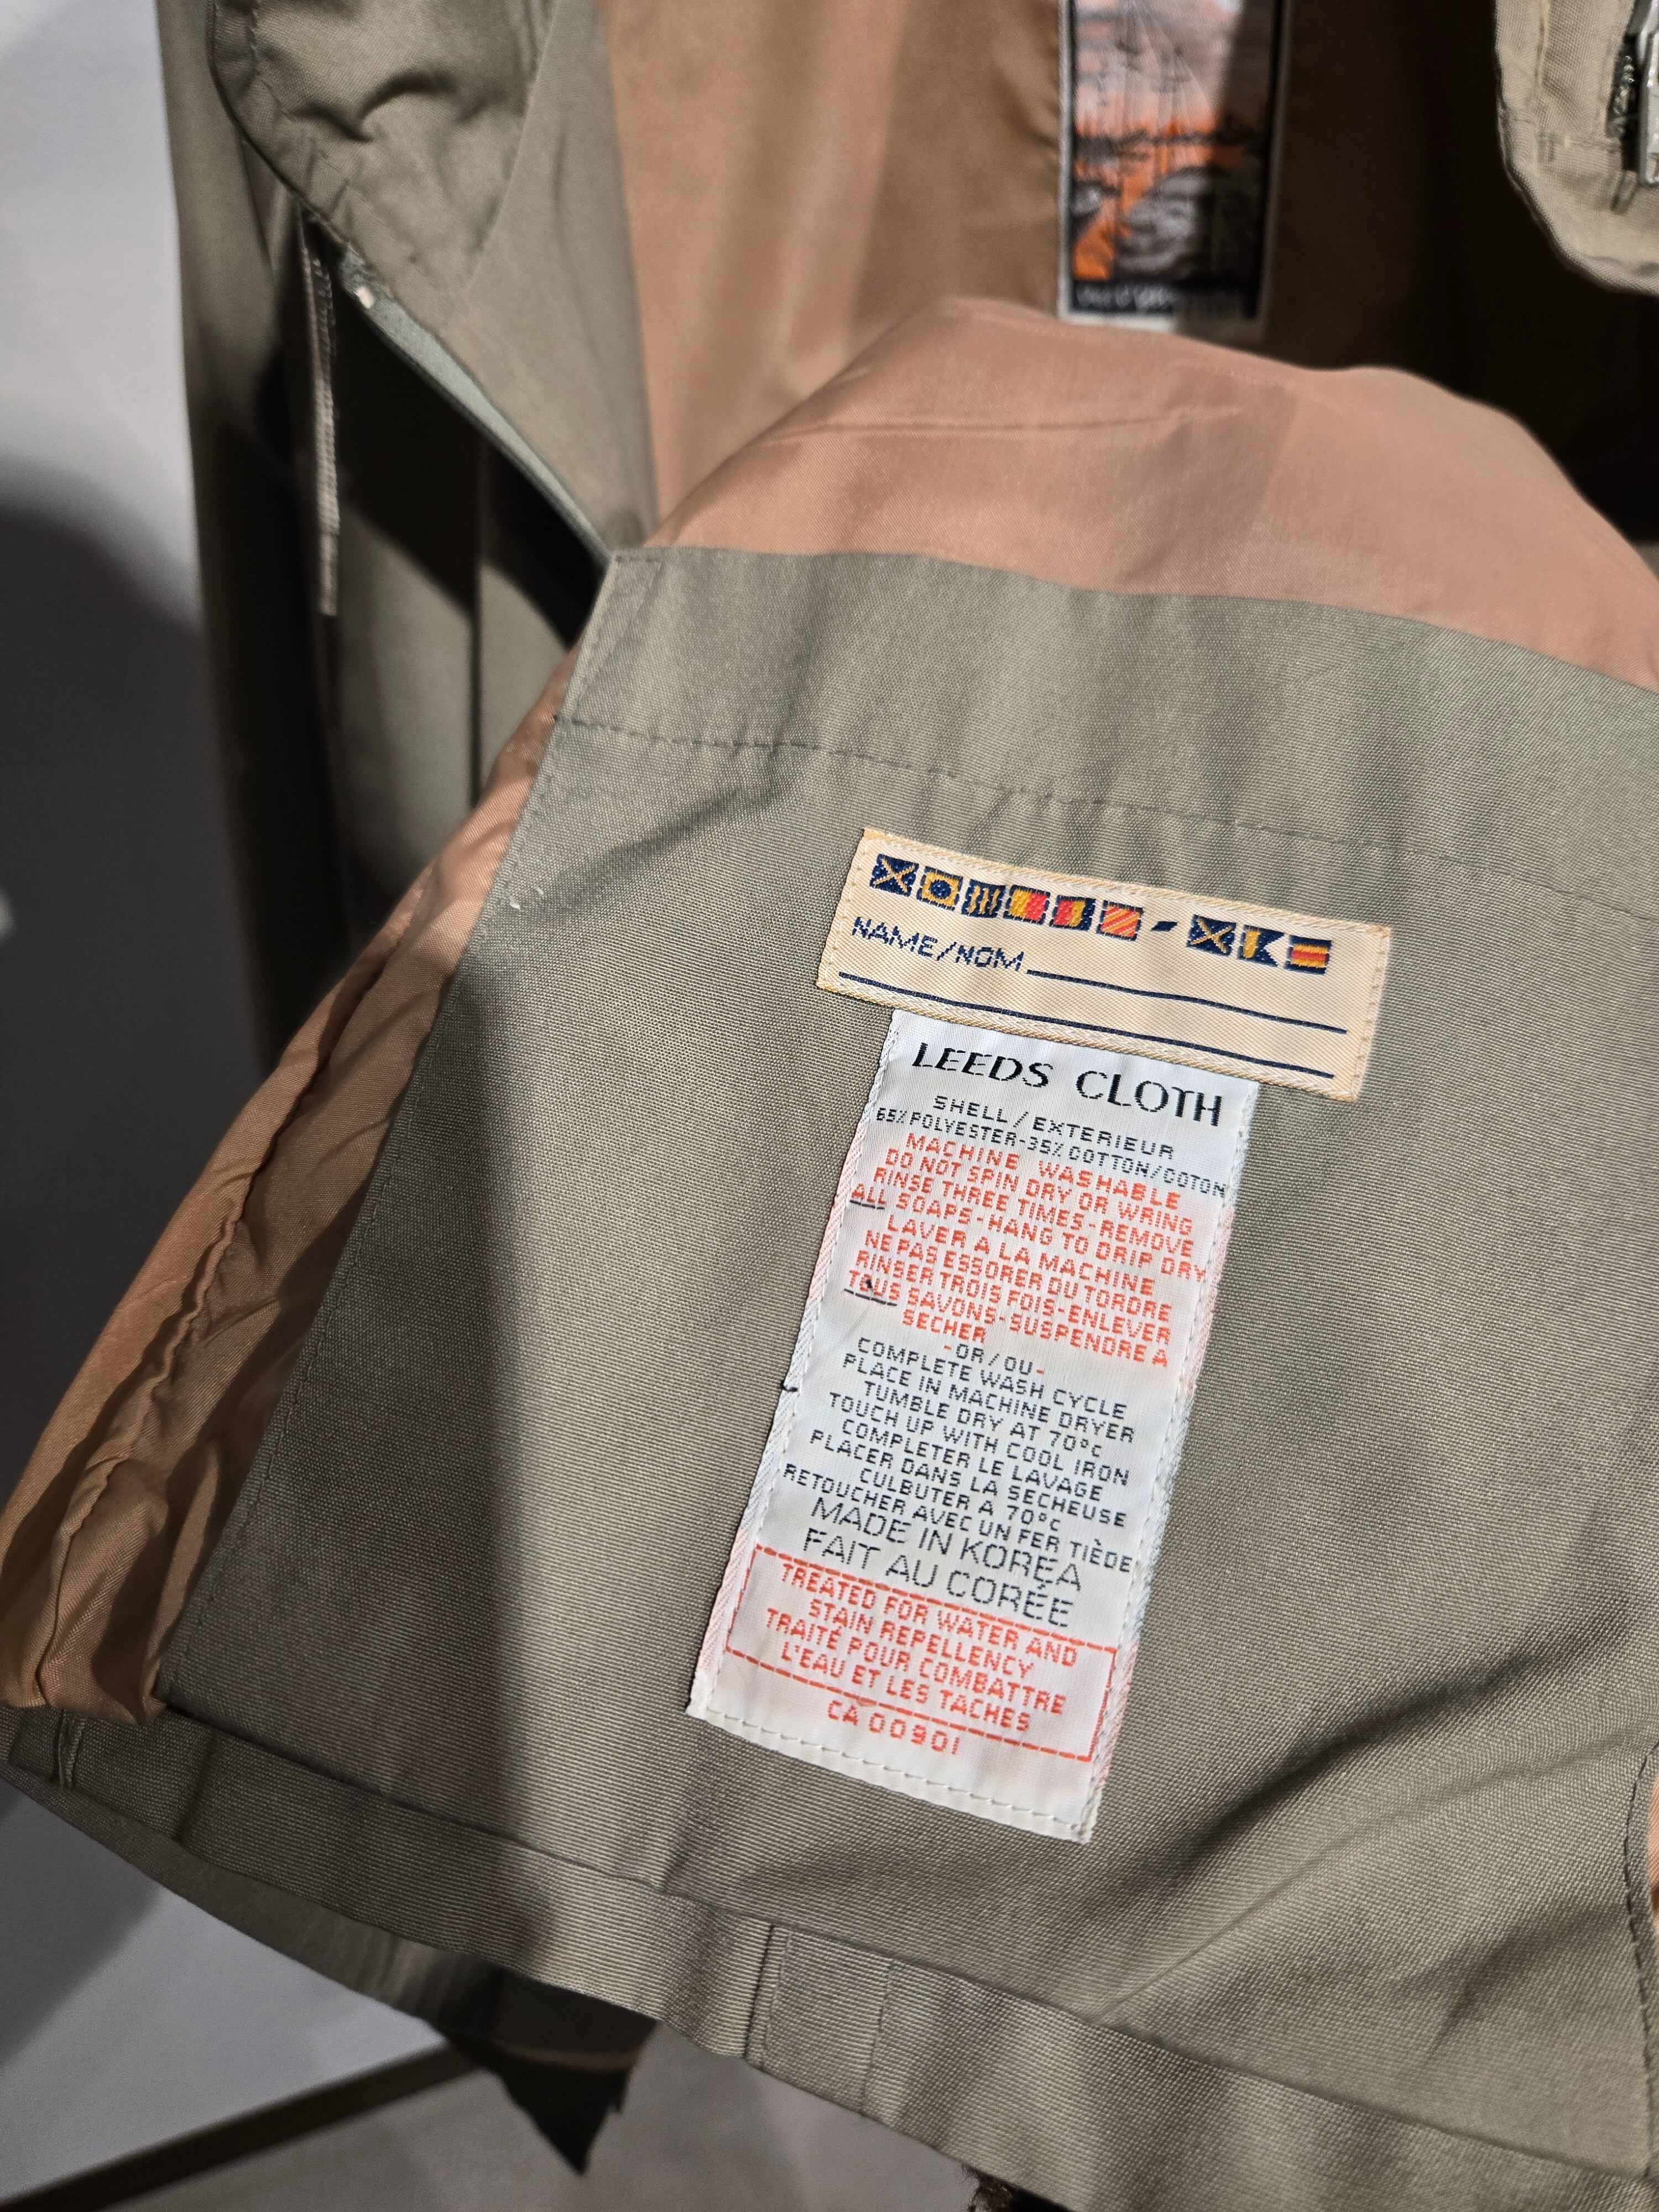 NAME/NOM
LEEDS CLOTH
SHELL/EXTERIEUR
65% POLYESTER-35% COTTON/COTON
MACHINE WASHABLE
DO NOT SPIN DRY OR WRING
RINSE THREE TIMES-REMOVE
ALL SOAPS-HANG TO DRIP DRY
LAVER A LA MACHINE
NE PAS ESSORER OU TORDRE
RINSER TROIS FOIS-ENLEVER
TOUS SAVONS-SUSPENDRE A
SECHER
-OR/OU-
COMPLETE WASH CYCLE
PLACE IN MACHINE DRYER
TUMBLE DRY AT 70°C
TOUCH UP WITH COOL IRON
COMPLETER LE LAVAGE
PLACER DANS LA SECHEUSE
CULBUTER A 70°C
RETOUCHER AVEC UN FER TIÈDE
MADE IN KOREA
FAIT AU CORÉE
TREATED FOR WATER AND
STAIN REPELLENCY
TRAITÉ POUR COMBATTRE
L'EAU ET LES TACHES
CA 00901